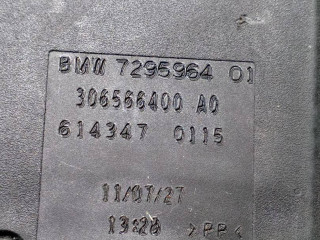 BMW 7295964 01
306566400 A0
614347 0115
11/07/27
13:28 >PP<